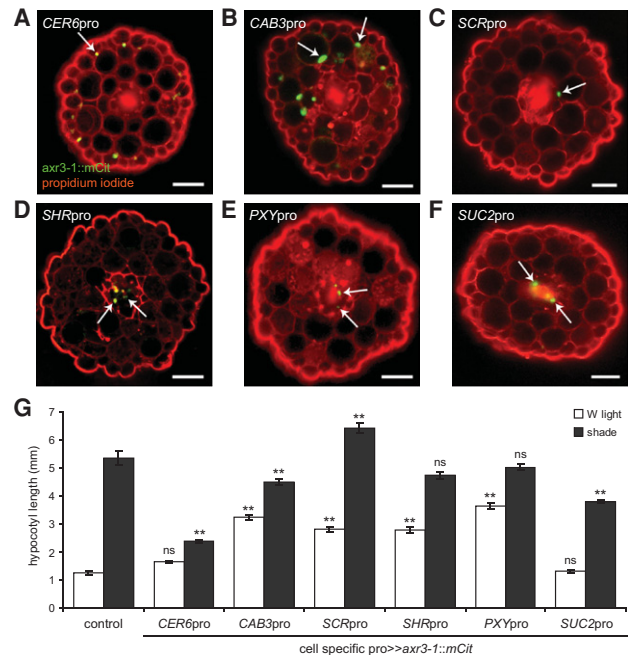 A CER6pro
axr3-1::mCit
propidium iodide
B CAB3pro
C SCRpro
D SHRpro
E PXYpro
F SUC2pro
G
hypocotyl length (mm)
7
6
5
4
3
2
1
0
W light
shade
ns ** ** ** ** ** ** ns ** ns ns **
control CER6pro CAB3pro SCRpro SHRpro PXYpro SUC2pro
cell specific pro>>axr3-1::mCit